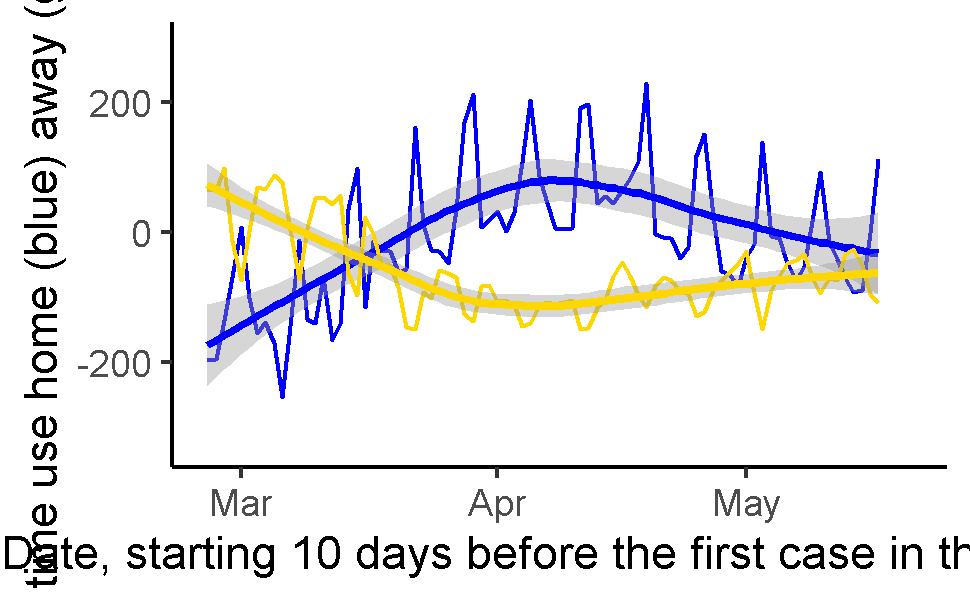 time use home (blue) away (
200
0
-200
Mar Apr May
Date, starting 10 days before the first case in th